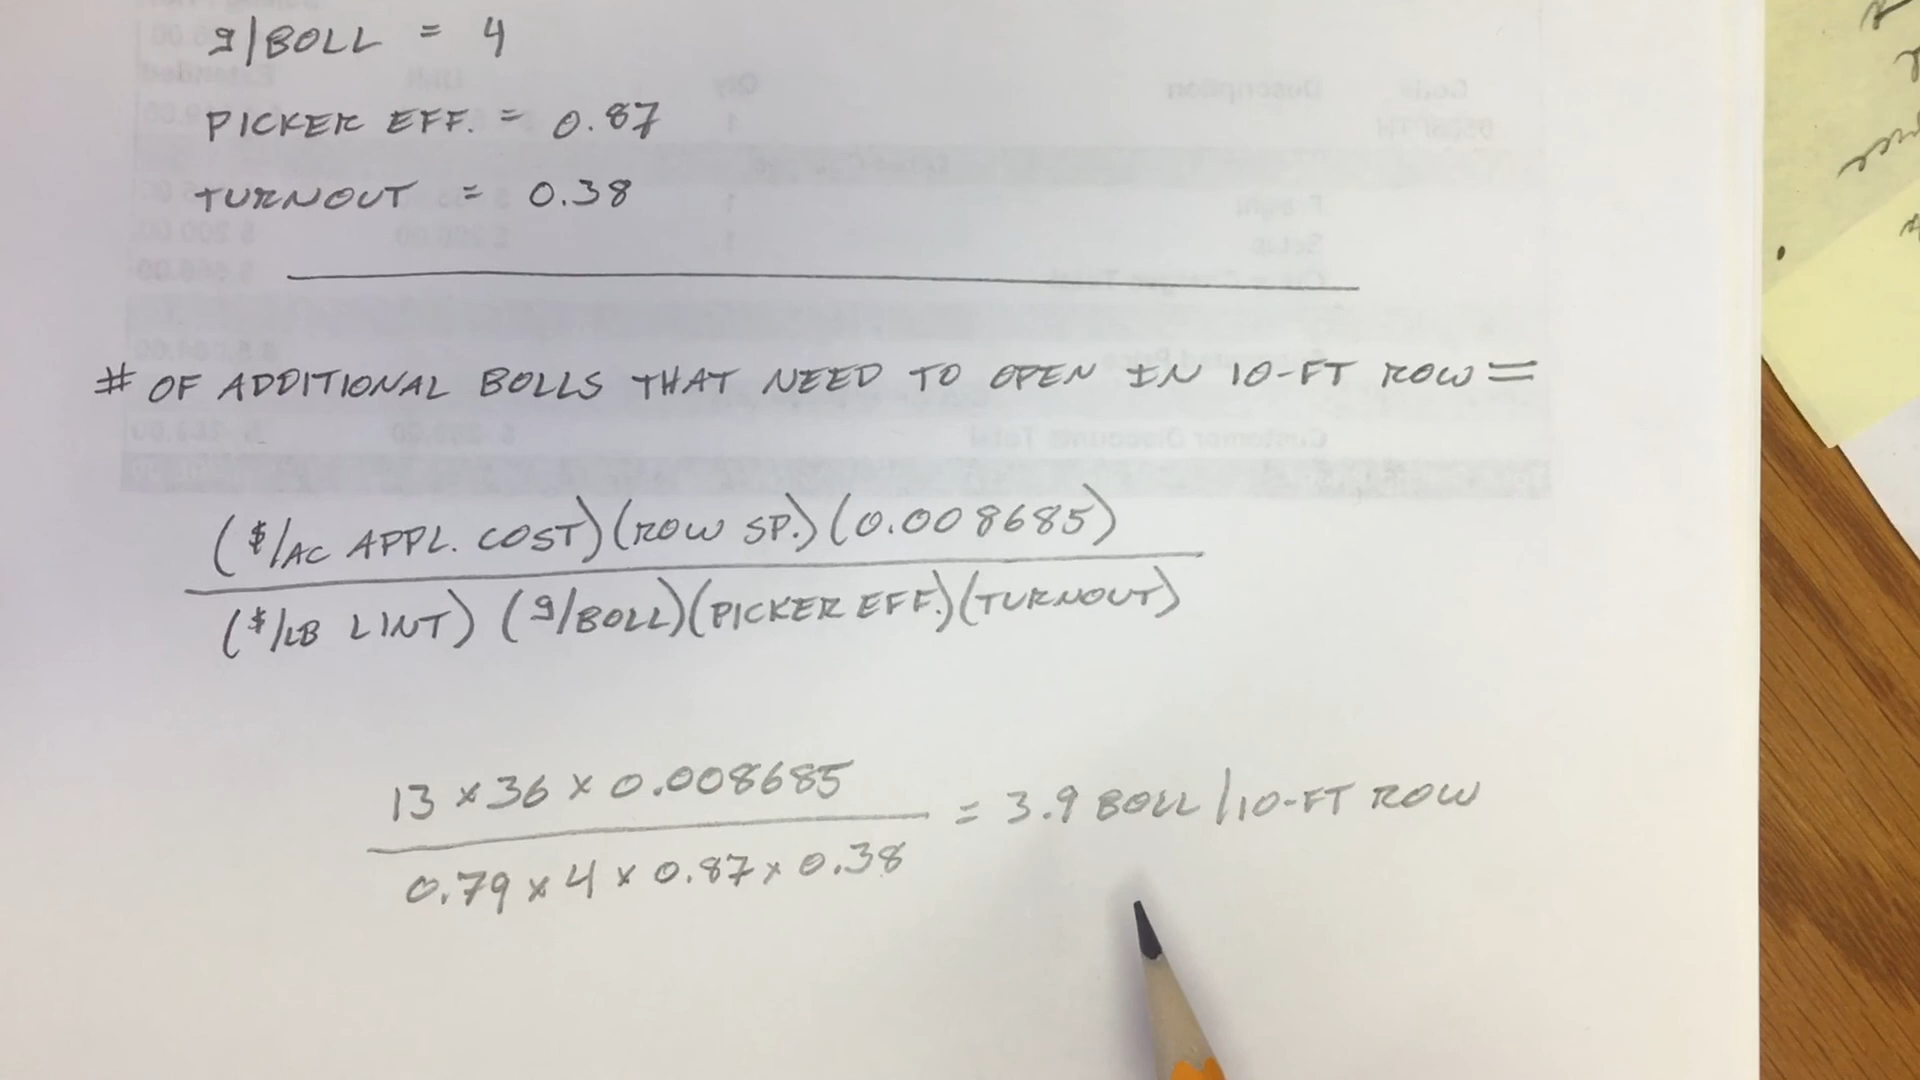 g/BOLL = 4
PICKER EFF. = 0.87
TURNOUT = 0.38
# OF ADDITIONAL BOLLS THAT NEED TO OPEN IN 10-FT ROW =
($/AC APPL. COST)(ROW SP.)(0.008685)
($/LB LINT) (g/BOLL)(PICKER EFF.)(TURNOUT)
13 × 36 × 0.008685
= 3.9 BOLL/10-FT ROW
0.79 × 4 × 0.87 × 0.38